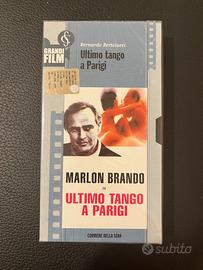 GRANDI
FILM
Bernardo Bertolucci
Ultimo tango
a Parigi
MARLON BRANDO
in
ULTIMO TANGO
A PARIGI
CORRIERE DELLA SERA
subito